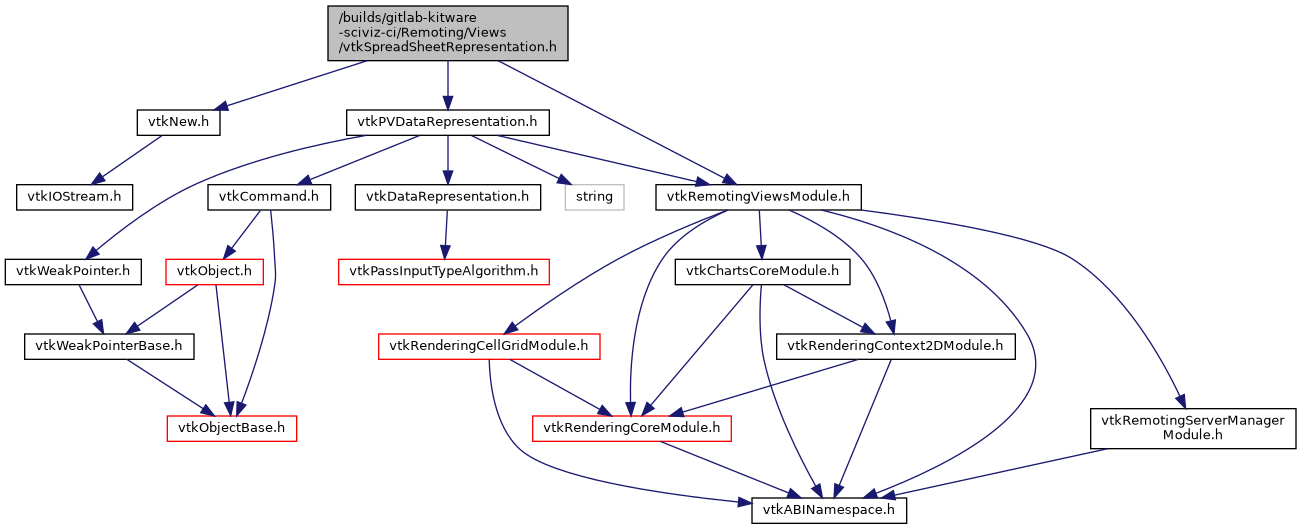 /builds/gitlab-kitware
-sciviz-ci/Remoting/Views
/vtkSpreadSheetRepresentation.h
vtkNew.h
vtkPVDataRepresentation.h
vtkIOStream.h
vtkCommand.h
vtkDataRepresentation.h
string
vtkRemotingViewsModule.h
vtkWeakPointer.h
vtkObject.h
vtkPassInputTypeAlgorithm.h
vtkChartsCoreModule.h
vtkWeakPointerBase.h
vtkRenderingCellGridModule.h
vtkRenderingContext2DModule.h
vtkObjectBase.h
vtkRenderingCoreModule.h
vtkRemotingServerManager
Module.h
vtkABINamespace.h